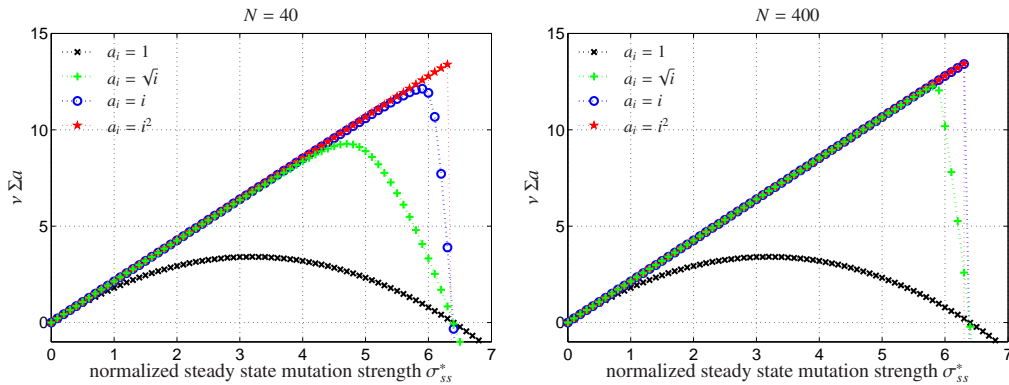 N = 40
ν Σa
15
10
5
0
0 1 2 3 4 5 6 7
a_i = 1
a_i = √i
a_i = i
a_i = i²
normalized steady state mutation strength σ*_ss
N = 400
ν Σa
15
10
5
0
0 1 2 3 4 5 6 7
a_i = 1
a_i = √i
a_i = i
a_i = i²
normalized steady state mutation strength σ*_ss